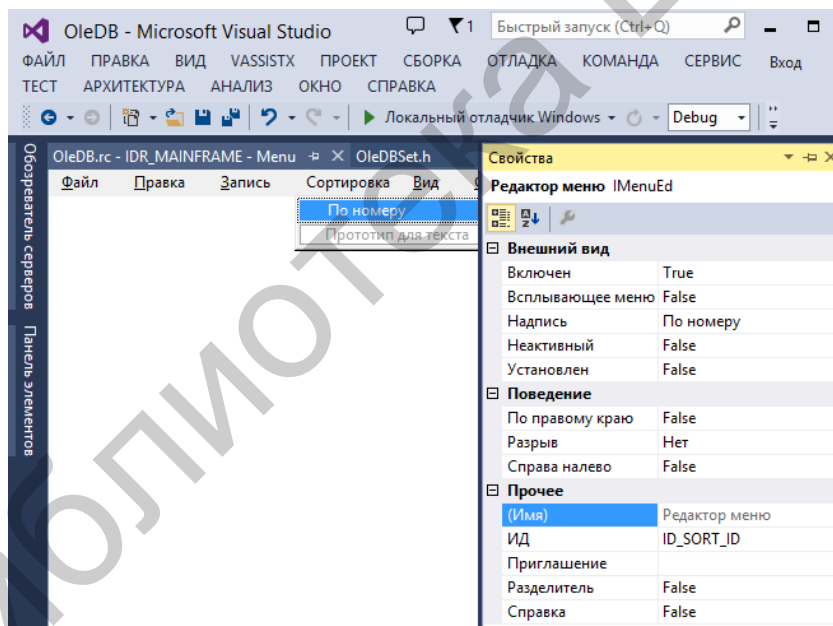 OleDB - Microsoft Visual Studio
1
Быстрый запуск (Ctrl+Q)
ФАЙЛ ПРАВКА ВИД VASSISTX ПРОЕКТ СБОРКА ОТЛАДКА КОМАНДА СЕРВИС Вход
ТЕСТ АРХИТЕКТУРА АНАЛИЗ ОКНО СПРАВКА
Локальный отладчик Windows Debug
Обозреватель серверов
Панель элементов
OleDB.rc - IDR_MAINFRAME - Menu OleDBSet.h
Файл Правка Запись Сортировка Вид
По номеру
Прототип для текста
Свойства
Редактор меню IMenuEd
Внешний вид
Включен True
Всплывающее меню False
Надпись По номеру
Неактивный False
Установлен False
Поведение
По правому краю False
Разрыв Нет
Справа налево False
Прочее
(Имя) Редактор меню
ИД ID_SORT_ID
Приглашение
Разделитель False
Справка False